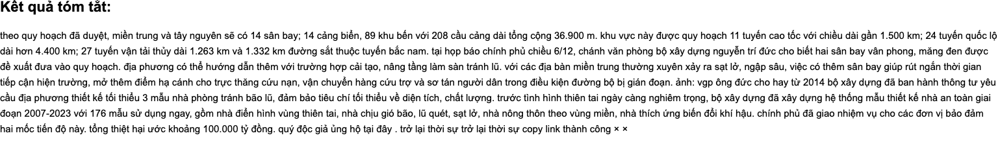 Kết quả tóm tắt:
theo quy hoạch đã duyệt, miền trung và tây nguyên sẽ có 14 sân bay; 14 cảng biển, 89 khu bến với 208 cầu cảng dài tổng cộng 36.900 m. khu vực này được quy hoạch 11 tuyến cao tốc với chiều dài gần 1.500 km; 24 tuyến quốc lộ
dài hơn 4.400 km; 27 tuyến vận tải thủy dài 1.263 km và 1.332 km đường sắt thuộc tuyến bắc nam. tại họp báo chính phủ chiều 6/12, chánh văn phòng bộ xây dựng nguyễn trí đức cho biết hai sân bay vân phong, măng đen được
đề xuất đưa vào quy hoạch. địa phương có thể hướng dẫn thêm với trường hợp cải tạo, nâng tầng làm sàn tránh lũ. với các địa bàn miền trung thường xuyên xảy ra sạt lở, ngập sâu, việc có thêm sân bay giúp rút ngắn thời gian
tiếp cận hiện trường, mở thêm điểm hạ cánh cho trực thăng cứu nạn, vận chuyển hàng cứu trợ và sơ tán người dân trong điều kiện đường bộ bị gián đoạn. ảnh: vgp ông đức cho hay từ 2014 bộ xây dựng đã ban hành thông tư yêu
cầu địa phương thiết kế tối thiểu 3 mẫu nhà phòng tránh bão lũ, đảm bảo tiêu chí tối thiểu về diện tích, chất lượng. trước tình hình thiên tai ngày càng nghiêm trọng, bộ xây dựng đã xây dựng hệ thống mẫu thiết kế nhà an toàn giai
đoạn 2007-2023 với 176 mẫu sử dụng ngay, gồm nhà điển hình vùng thiên tai, nhà chịu gió bão, lũ quét, sạt lở, nhà nông thôn theo vùng miền, nhà thích ứng biến đổi khí hậu. chính phủ đã giao nhiệm vụ cho các đơn vị bảo đảm
hai mốc tiến độ này. tổng thiệt hại ước khoảng 100.000 tỷ đồng. quý độc giả ủng hộ tại đây . trở lại thời sự trở lại thời sự copy link thành công × ×